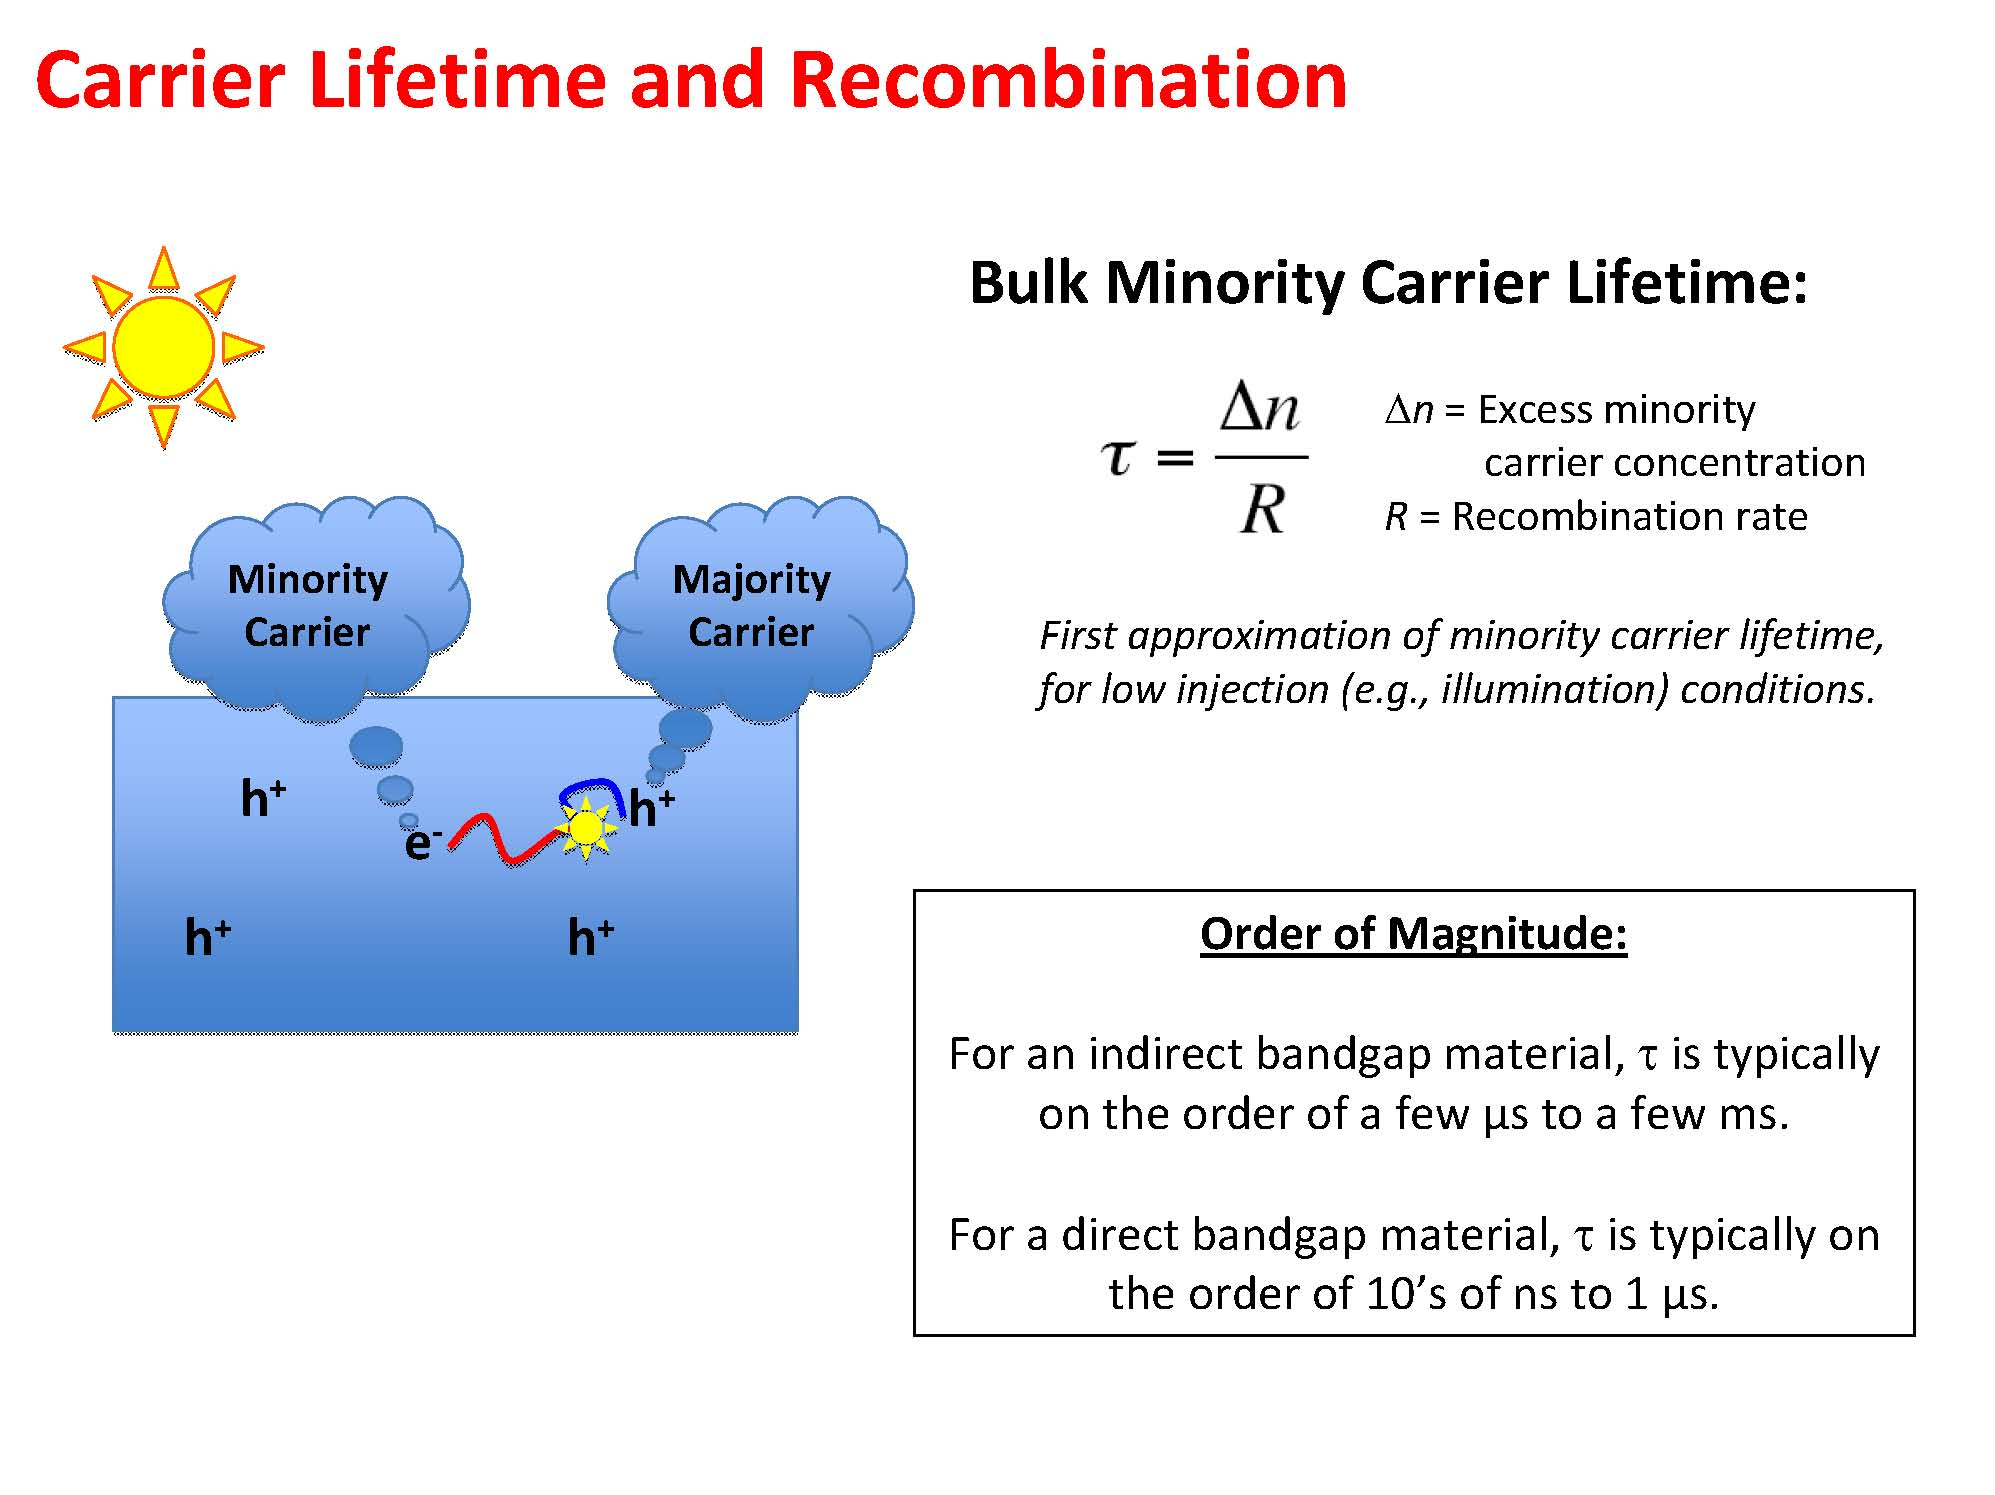 Carrier Lifetime and Recombination
Bulk Minority Carrier Lifetime:
τ = Δn / R
Δn = Excess minority
carrier concentration
R = Recombination rate
First approximation of minority carrier lifetime,
for low injection (e.g., illumination) conditions.
Minority
Carrier
Majority
Carrier
h⁺
h⁺
e⁻
h⁺
h⁺
Order of Magnitude:
For an indirect bandgap material, τ is typically
on the order of a few μs to a few ms.
For a direct bandgap material, τ is typically on
the order of 10’s of ns to 1 μs.